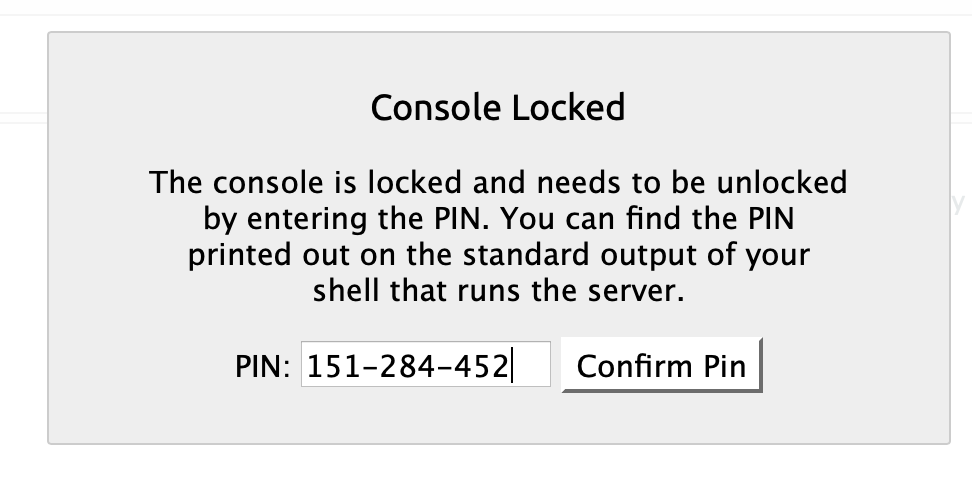 Console Locked
The console is locked and needs to be unlocked
by entering the PIN. You can find the PIN
printed out on the standard output of your
shell that runs the server.
PIN: 151-284-452 Confirm Pin
y